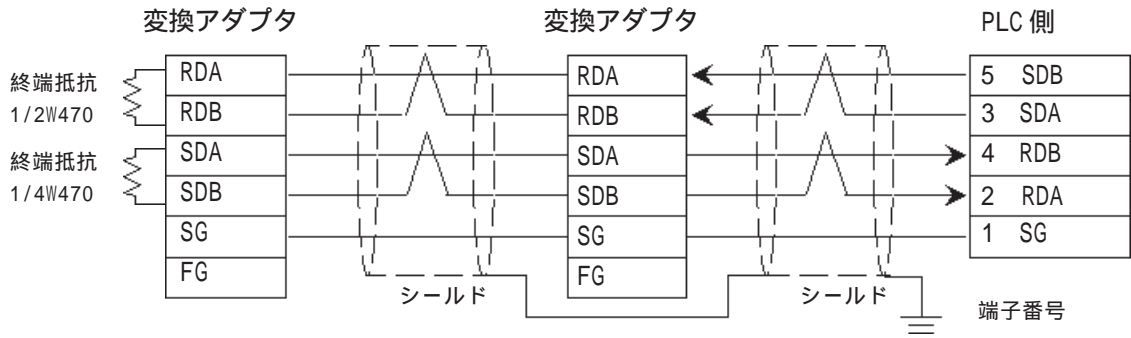 変換アダプタ 変換アダプタ PLC側
終端抵抗
1/2W470
終端抵抗
1/4W470
RDA RDA 5 SDB
RDB RDB 3 SDA
SDA SDA 4 RDB
SDB SDB 2 RDA
SG SG 1 SG
FG FG
シールド シールド 端子番号